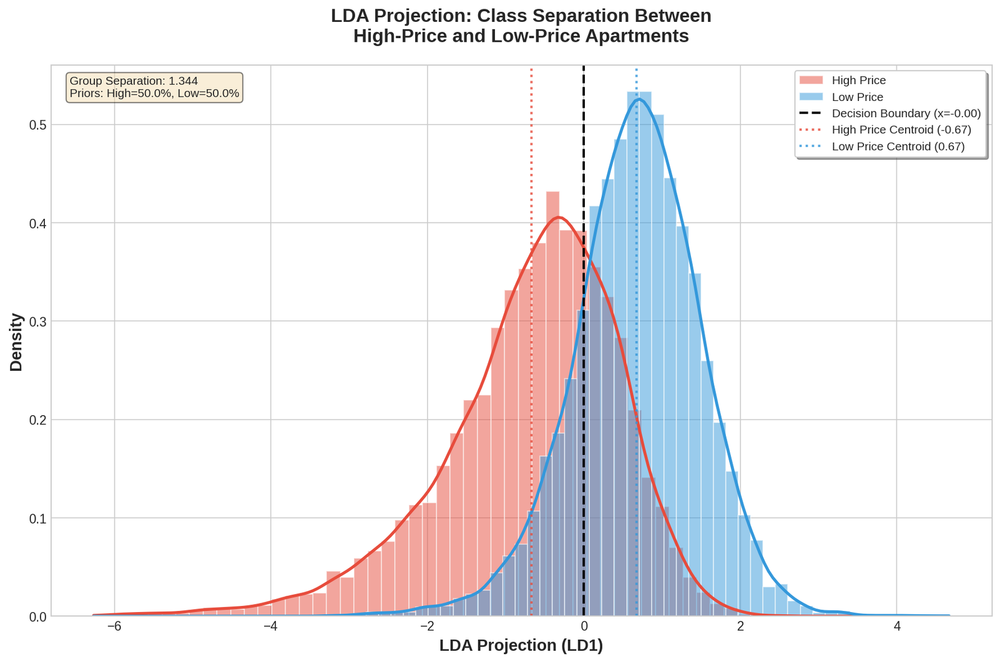 LDA Projection: Class Separation Between
High-Price and Low-Price Apartments
Group Separation: 1.344
Priors: High=50.0%, Low=50.0%
High Price
Low Price
Decision Boundary (x=-0.00)
High Price Centroid (-0.67)
Low Price Centroid (0.67)
Density
0.5
0.4
0.3
0.2
0.1
0.0
−6
−4
−2
0
2
4
LDA Projection (LD1)